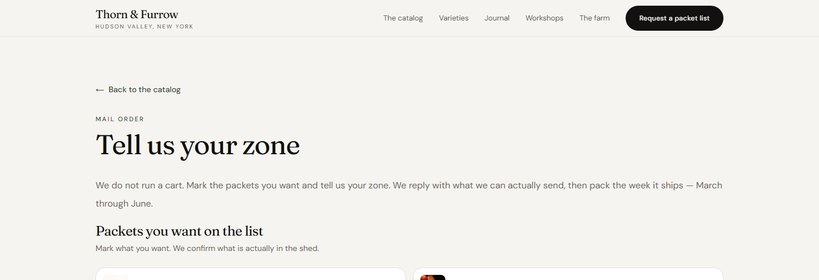 Thorn & Furrow
HUDSON VALLEY, NEW YORK
The catalog
Varieties
Journal
Workshops
The farm
Request a packet list
← Back to the catalog
MAIL ORDER
Tell us your zone
We do not run a cart. Mark the packets you want and tell us your zone. We reply with what we can actually send, then pack the week it ships — March
through June.
Packets you want on the list
Mark what you want. We confirm what is actually in the shed.